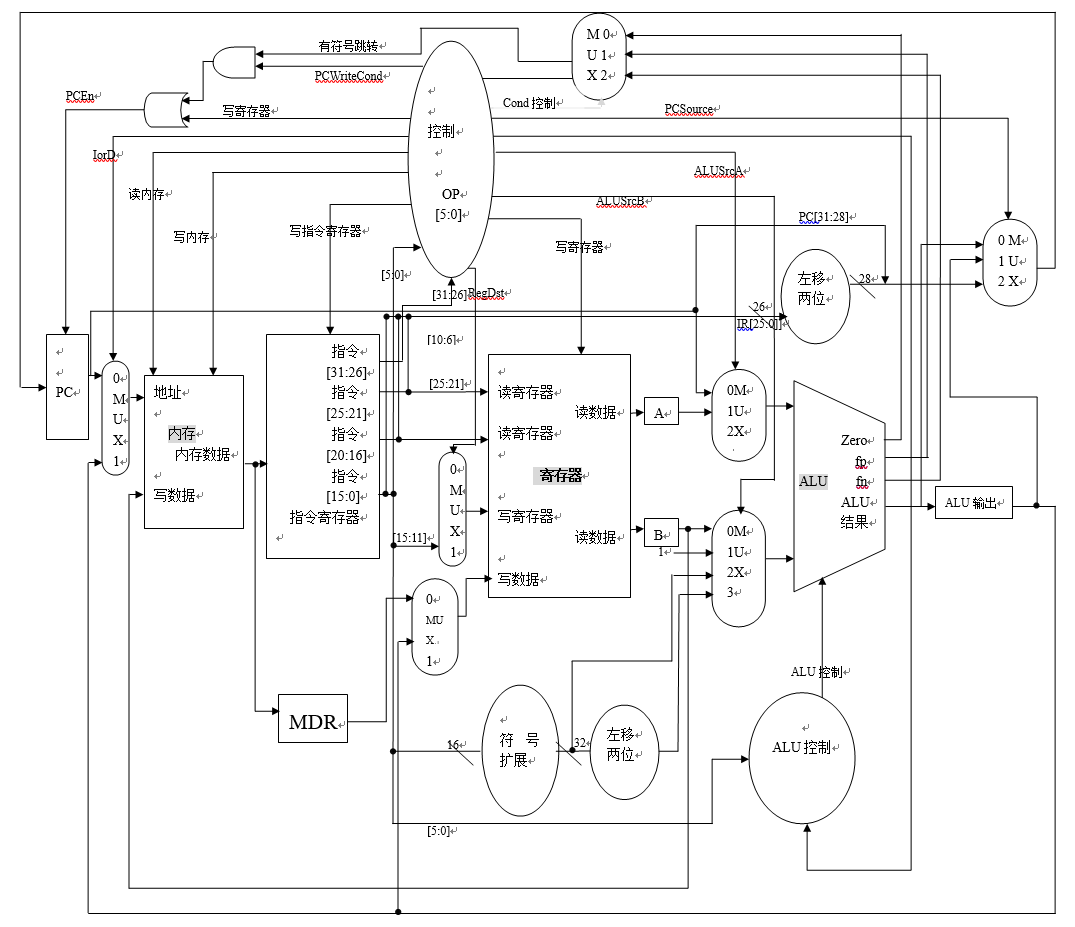 M 0
U 1
X 2
有符号跳转
PCWriteCond
PCEn
写寄存器
Cond 控制
PCSource
控制
OP
[5:0]
IorD
读内存
写内存
写指令寄存器
ALUSrcA
ALUSrcB
写寄存器
PC[31:28]
0 M
1 U
2 X
左移
两位
28
26
IR[25:0]]
[5:0]
[31:26]
RegDst
[10:6]
[25:21]
[15:11]
PC
0
M
U
X
1
地址
内存
内存数据
写数据
指令
[31:26]
指令
[25:21]
指令
[20:16]
指令
[15:0]
指令寄存器
0
M
U
X
1
读寄存器
读数据
读寄存器
寄存器
写寄存器
读数据
写数据
A
B
1
0M
1U
2X
0M
1U
2X
3
Zero
fp
fn
ALU
ALU
结果
ALU 输出
0
MU
X
1
MDR
16
符 号
扩展
32
左移
两位
ALU 控制
ALU 控制
[5:0]